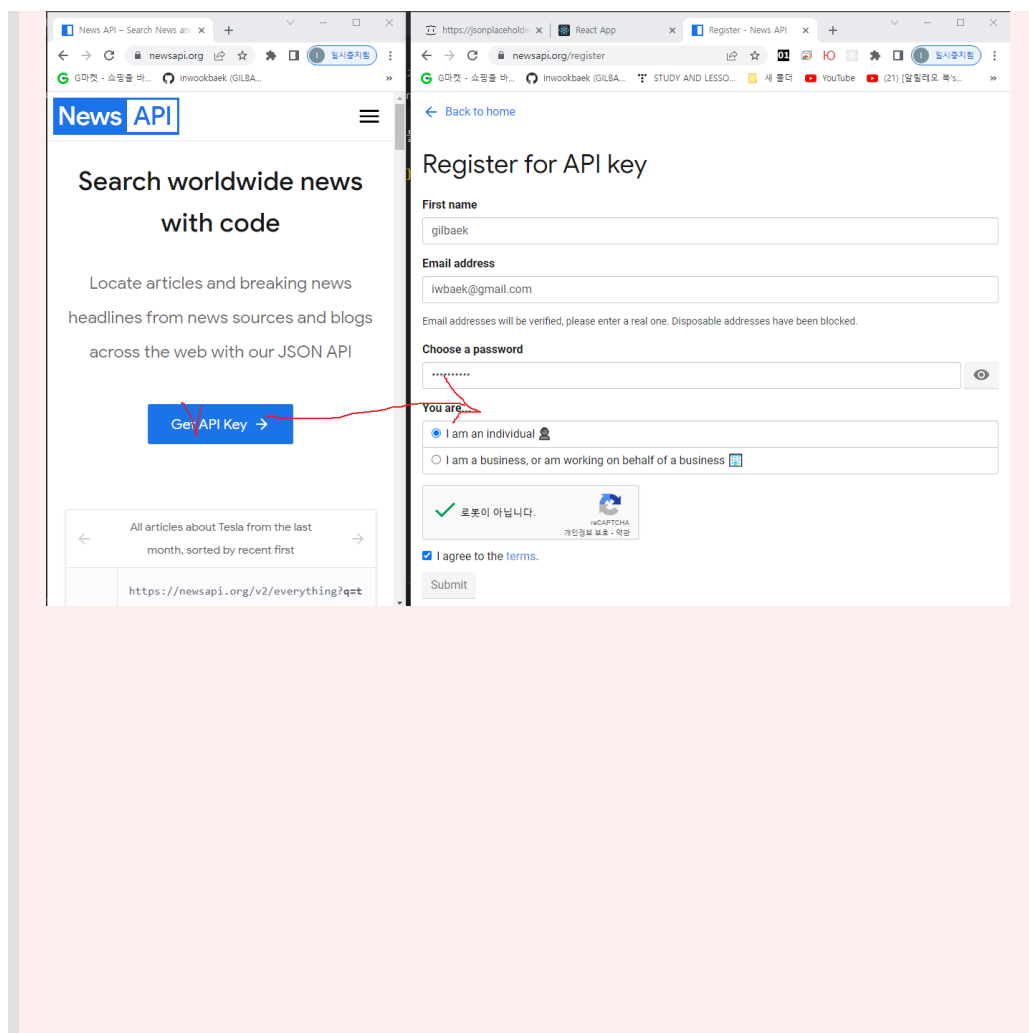 News API – Search News and
newsapi.org
일시중지됨
G마켓 - 쇼핑을 바...
inwookbaek (GILBA...
»
News API
Search worldwide news
with code
Locate articles and breaking news
headlines from news sources and blogs
across the web with our JSON API
Get API Key →
All articles about Tesla from the last
month, sorted by recent first
https://newsapi.org/v2/everything?q=t
https://jsonplaceholde
React App
Register - News API
newsapi.org/register
일시중지됨
G마켓 - 쇼핑을 바...
inwookbaek (GILBA...
STUDY AND LESSO...
새 폴더
YouTube
(21) [알릴레오 북's...
»
← Back to home
Register for API key
First name
gilbaek
Email address
iwbaek@gmail.com
Email addresses will be verified, please enter a real one. Disposable addresses have been blocked.
Choose a password
You are...
I am an individual
I am a business, or am working on behalf of a business
로봇이 아닙니다.
reCAPTCHA
개인정보 보호 - 약관
I agree to the terms.
Submit